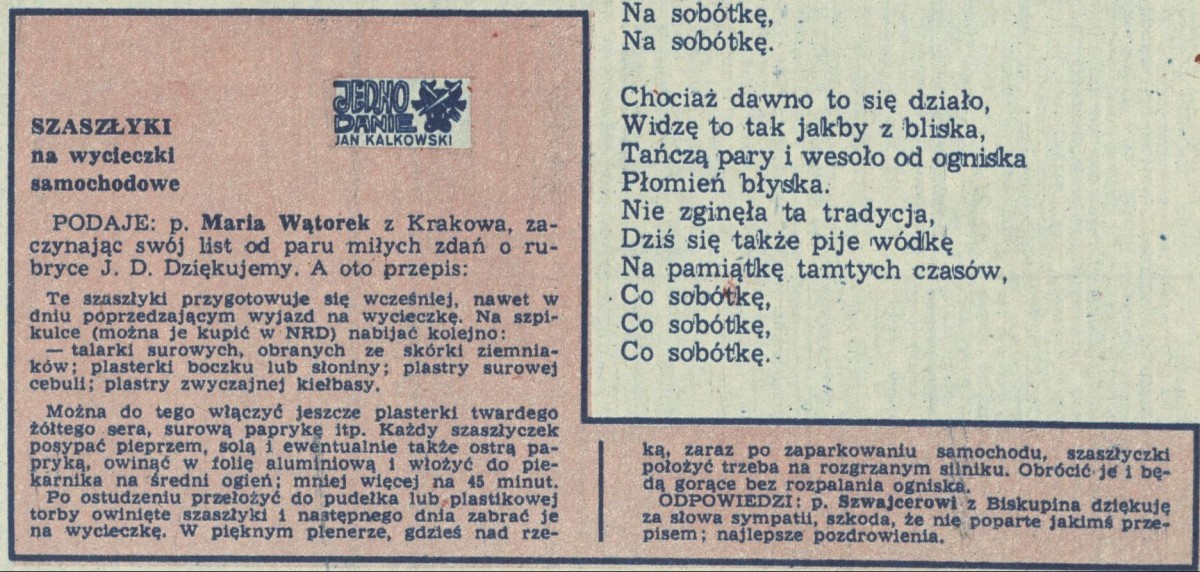 JEDNO
DANIE
JAN KALKOWSKI
SZASZŁYKI
na wycieczki
samochodowe
PODAJE: p. Maria Wątorek z Krakowa, za-
czynając swój list od paru miłych zdań o ru-
bryce J. D. Dziękujemy. A oto przepis:
Te szaszłyki przygotowuje się wcześniej, nawet w
dniu poprzedzającym wyjazd na wycieczkę. Na szpi-
kulce (można je kupić w NRD) nabijać kolejno:
— talarki surowych, obranych ze skórki ziemnia-
ków; plasterki boczku lub słoniny; plastry surowej
cebuli; plastry zwyczajnej kiełbasy.
Można do tego włączyć jeszcze plasterki twardego
żółtego sera, surową paprykę itp. Każdy szaszłyczek
posypać pieprzem, solą i ewentualnie także ostrą pa-
pryką, owinąć w folię aluminiową i włożyć do pie-
karnika na średni ogień; mniej więcej na 45 minut.
Po ostudzeniu przełożyć do pudełka lub plastikowej
torby owinięte szaszłyki i następnego dnia zabrać je
na wycieczkę. W pięknym plenerze, gdzieś nad rze-
ką, zaraz po zaparkowaniu samochodu, szaszłyczki
położyć trzeba na rozgrzanym silniku. Obrócić je i bę-
dą gorące bez rozpalania ogniska.
ODPOWIEDZI: p. Szwajcerowi z Biskupina dziękuję
za słowa sympatii, szkoda, że nie poparte jakimś prze-
pisem; najlepsze pozdrowienia.
Na sobótkę,
Na sobótkę.
Chociaż dawno to się działo,
Widzę to tak jakby z bliska,
Tańczą pary i wesoło od ogniska
Płomień błyska.
Nie zginęła ta tradycja,
Dziś się także pije wódkę
Na pamiątkę tamtych czasów,
Co sobótkę,
Co sobótkę,
Co sobótkę.